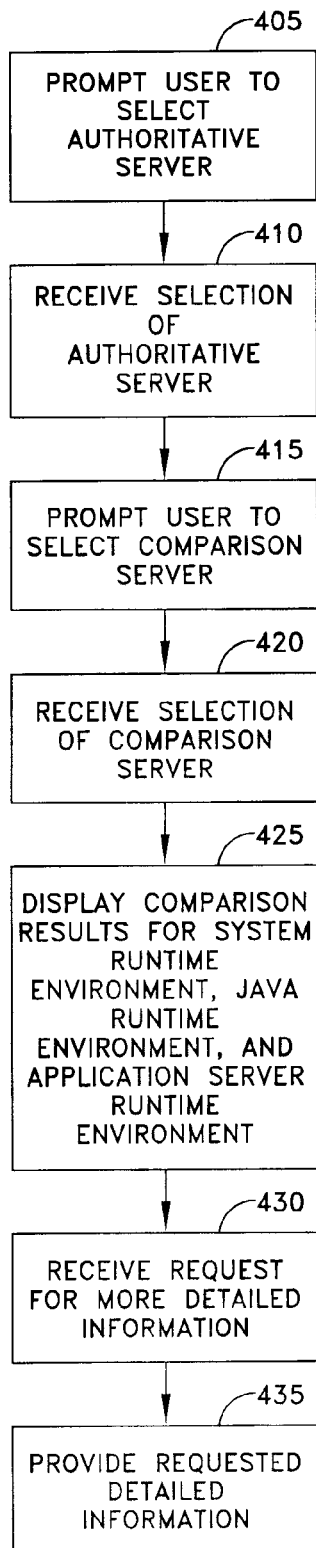 405
PROMPT USER TO
SELECT
AUTHORITATIVE
SERVER
410
RECEIVE SELECTION
OF
AUTHORITATIVE
SERVER
415
PROMPT USER TO
SELECT COMPARISON
SERVER
420
RECEIVE SELECTION
OF COMPARISON
SERVER
425
DISPLAY COMPARISON
RESULTS FOR SYSTEM
RUNTIME
ENVIRONMENT, JAVA
RUNTIME
ENVIRONMENT, AND
APPLICATION SERVER
RUNTIME
ENVIRONMENT
430
RECEIVE REQUEST
FOR MORE DETAILED
INFORMATION
435
PROVIDE REQUESTED
DETAILED
INFORMATION